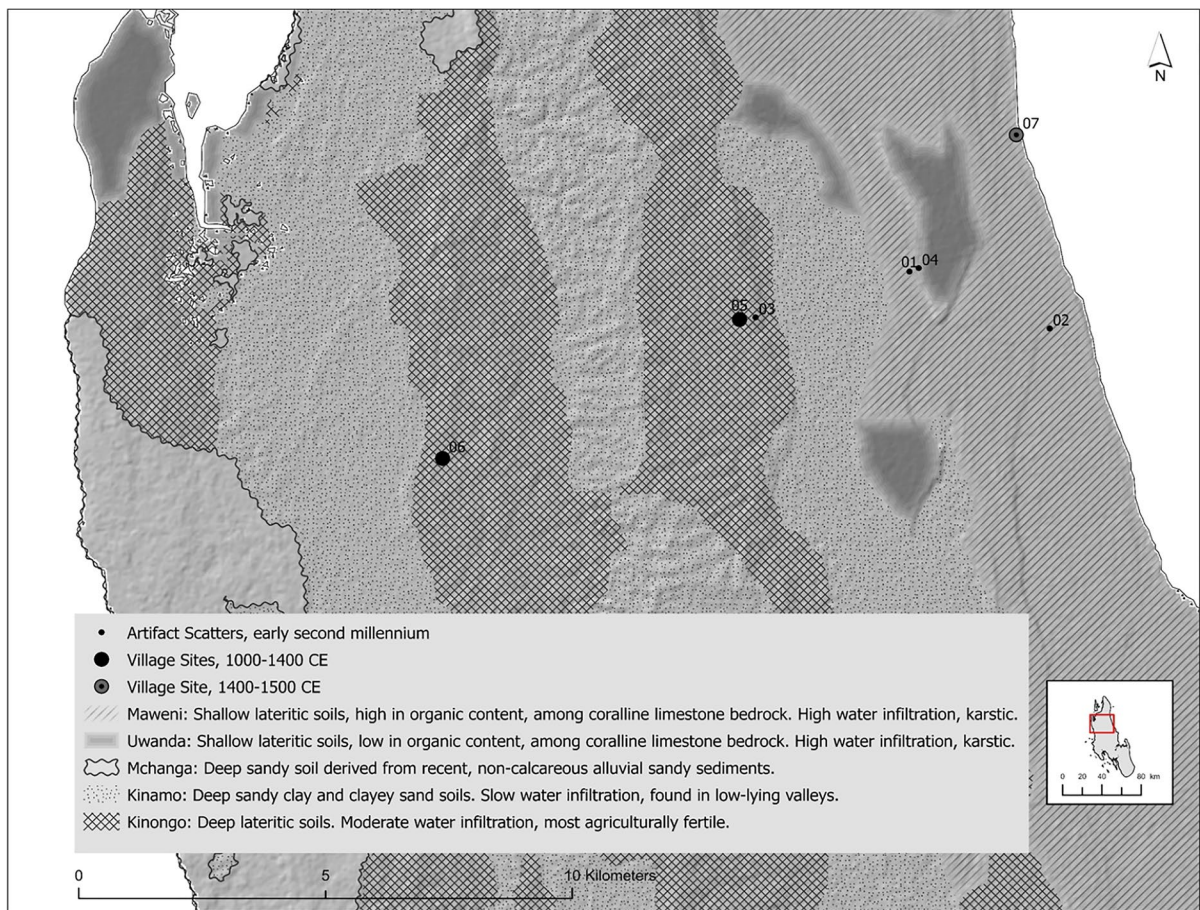 N
07
01 04
05 03
02
06
Artifact Scatters, early second millennium
Village Sites, 1000-1400 CE
Village Site, 1400-1500 CE
Maweni: Shallow lateritic soils, high in organic content, among coralline limestone bedrock. High water infiltration, karstic.
Uwanda: Shallow lateritic soils, low in organic content, among coralline limestone bedrock. High water infiltration, karstic.
Mchanga: Deep sandy soil derived from recent, non-calcareous alluvial sandy sediments.
Kinamo: Deep sandy clay and clayey sand soils. Slow water infiltration, found in low-lying valleys.
Kinongo: Deep lateritic soils. Moderate water infiltration, most agriculturally fertile.
0 20 40 80 km
0 5 10 Kilometers